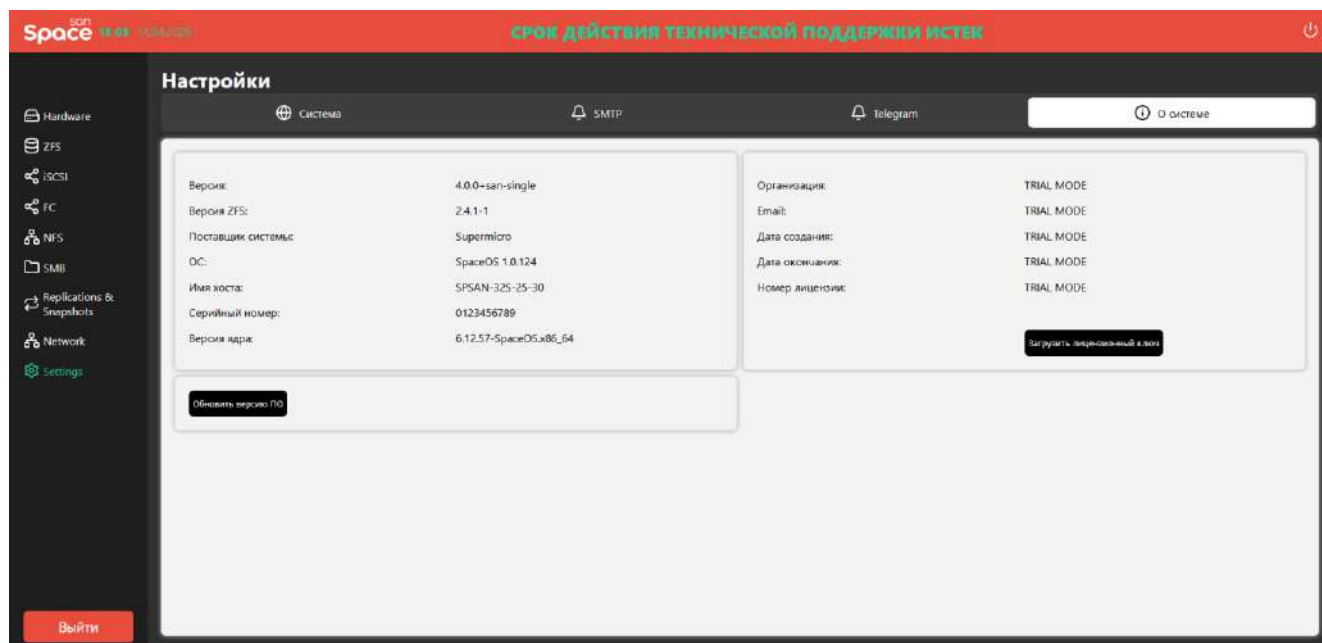 Space san
СРОК ДЕЙСТВИЯ ТЕХНИЧЕСКОЙ ПОДДЕРЖКИ ИСТЕК
Настройки
Система
SMTP
Telegram
О системе
Hardware
ZFS
iSCSI
FC
NFS
SMB
Replications &
Snapshots
Network
Settings
Выйти
Версия: 4.0.0+san-single
Версия ZFS: 2.4.1-1
Поставщик системы: Supermicro
ОС: SpaceOS 1.0.124
Имя хоста: SPSAN-325-25-30
Серийный номер: 0123456789
Версия ядра: 6.12.57-SpaceOS.x86_64
Обновить версию ПО
Организация: TRIAL MODE
Email: TRIAL MODE
Дата создания: TRIAL MODE
Дата окончания: TRIAL MODE
Номер лицензии: TRIAL MODE
Загрузить лицензионный ключ